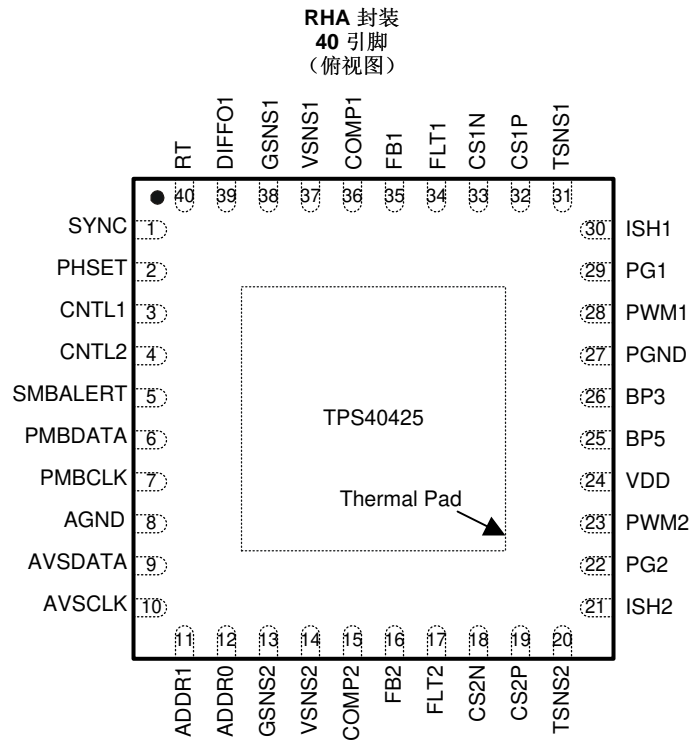 RHA 封装
40 引脚
（俯视图）
RT
DIFFO1
GSNS1
VSNS1
COMP1
FB1
FLT1
CS1N
CS1P
TSNS1
40 39 38 37 36 35 34 33 32 31
SYNC 1
PHSET 2
CNTL1 3
CNTL2 4
SMBALERT 5
PMBDATA 6
PMBCLK 7
AGND 8
AVSDATA 9
AVSCLK 10
TPS40425
Thermal Pad
30 ISH1
29 PG1
28 PWM1
27 PGND
26 BP3
25 BP5
24 VDD
23 PWM2
22 PG2
21 ISH2
11 12 13 14 15 16 17 18 19 20
ADDR1
ADDR0
GSNS2
VSNS2
COMP2
FB2
FLT2
CS2N
CS2P
TSNS2